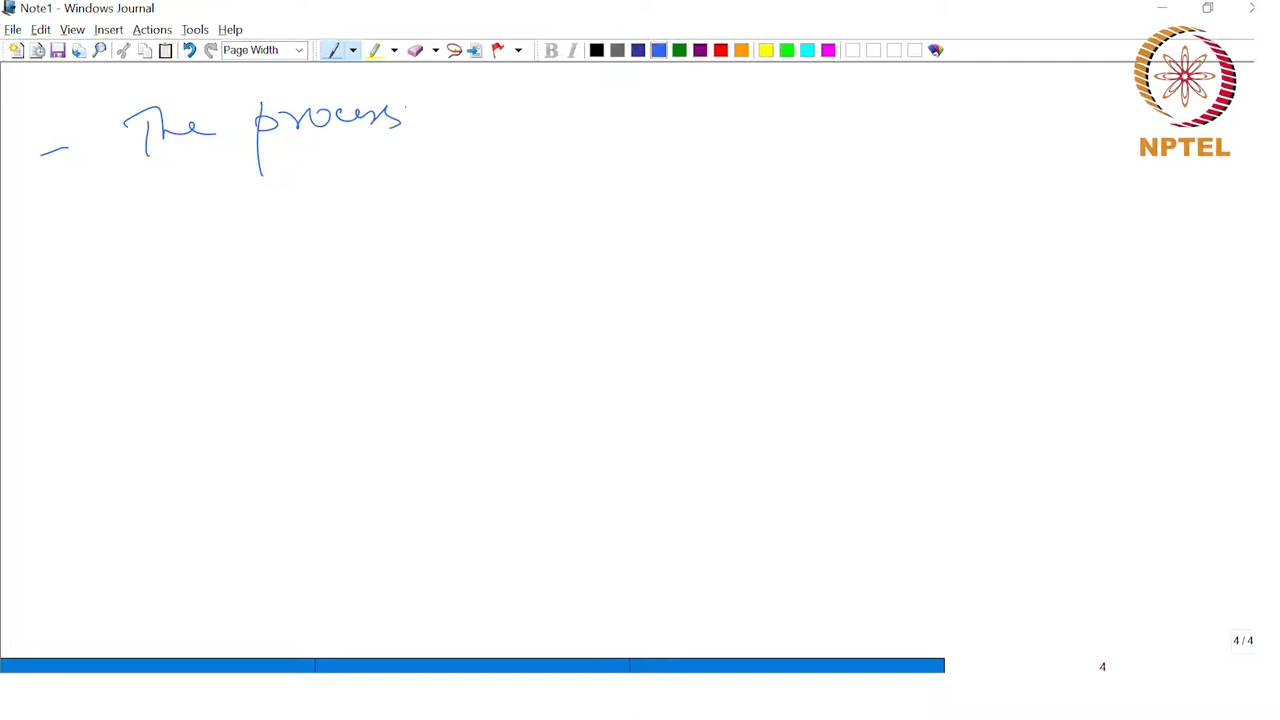 Note1 - Windows Journal
File Edit View Insert Actions Tools Help
Page Width B I
- The process
NPTEL
4 / 4
4